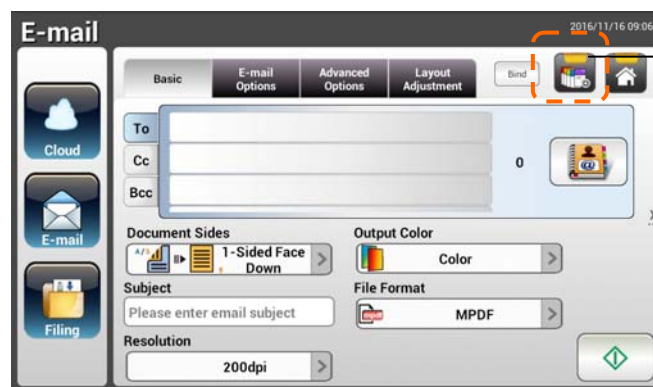 E-mail
2016/11/16 09:06
Basic
E-mail Options
Advanced Options
Layout Adjustment
Bind
Cloud
E-mail
Filing
To
Cc
Bcc
0
Document Sides
1-Sided Face Down
Output Color
Color
Subject
Please enter email subject
File Format
MPDF
Resolution
200dpi